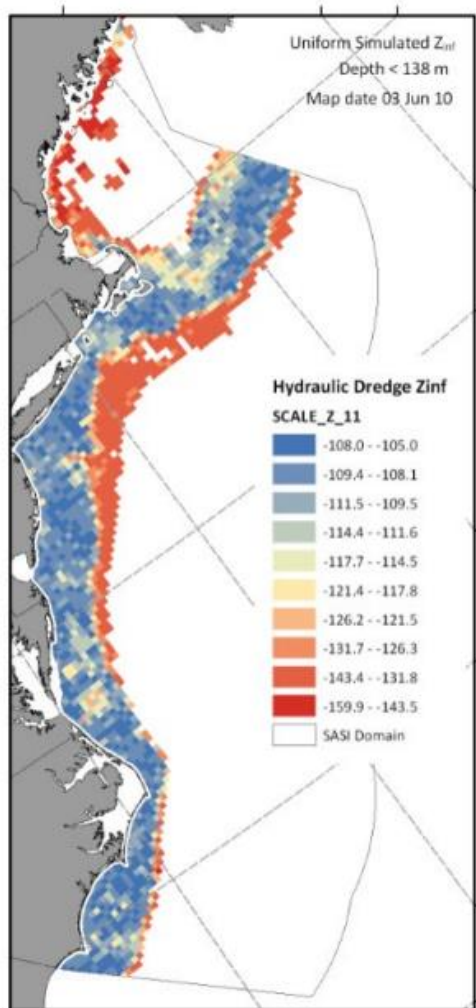 Uniform Simulated Zinf
Depth < 138 m
Map date 03 Jun 10
Hydraulic Dredge Zinf
SCALE_Z_11
-108.0 - -105.0
-109.4 - -108.1
-111.5 - -109.5
-114.4 - -111.6
-117.7 - -114.5
-121.4 - -117.8
-126.2 - -121.5
-131.7 - -126.3
-143.4 - -131.8
-159.9 - -143.5
SASI Domain